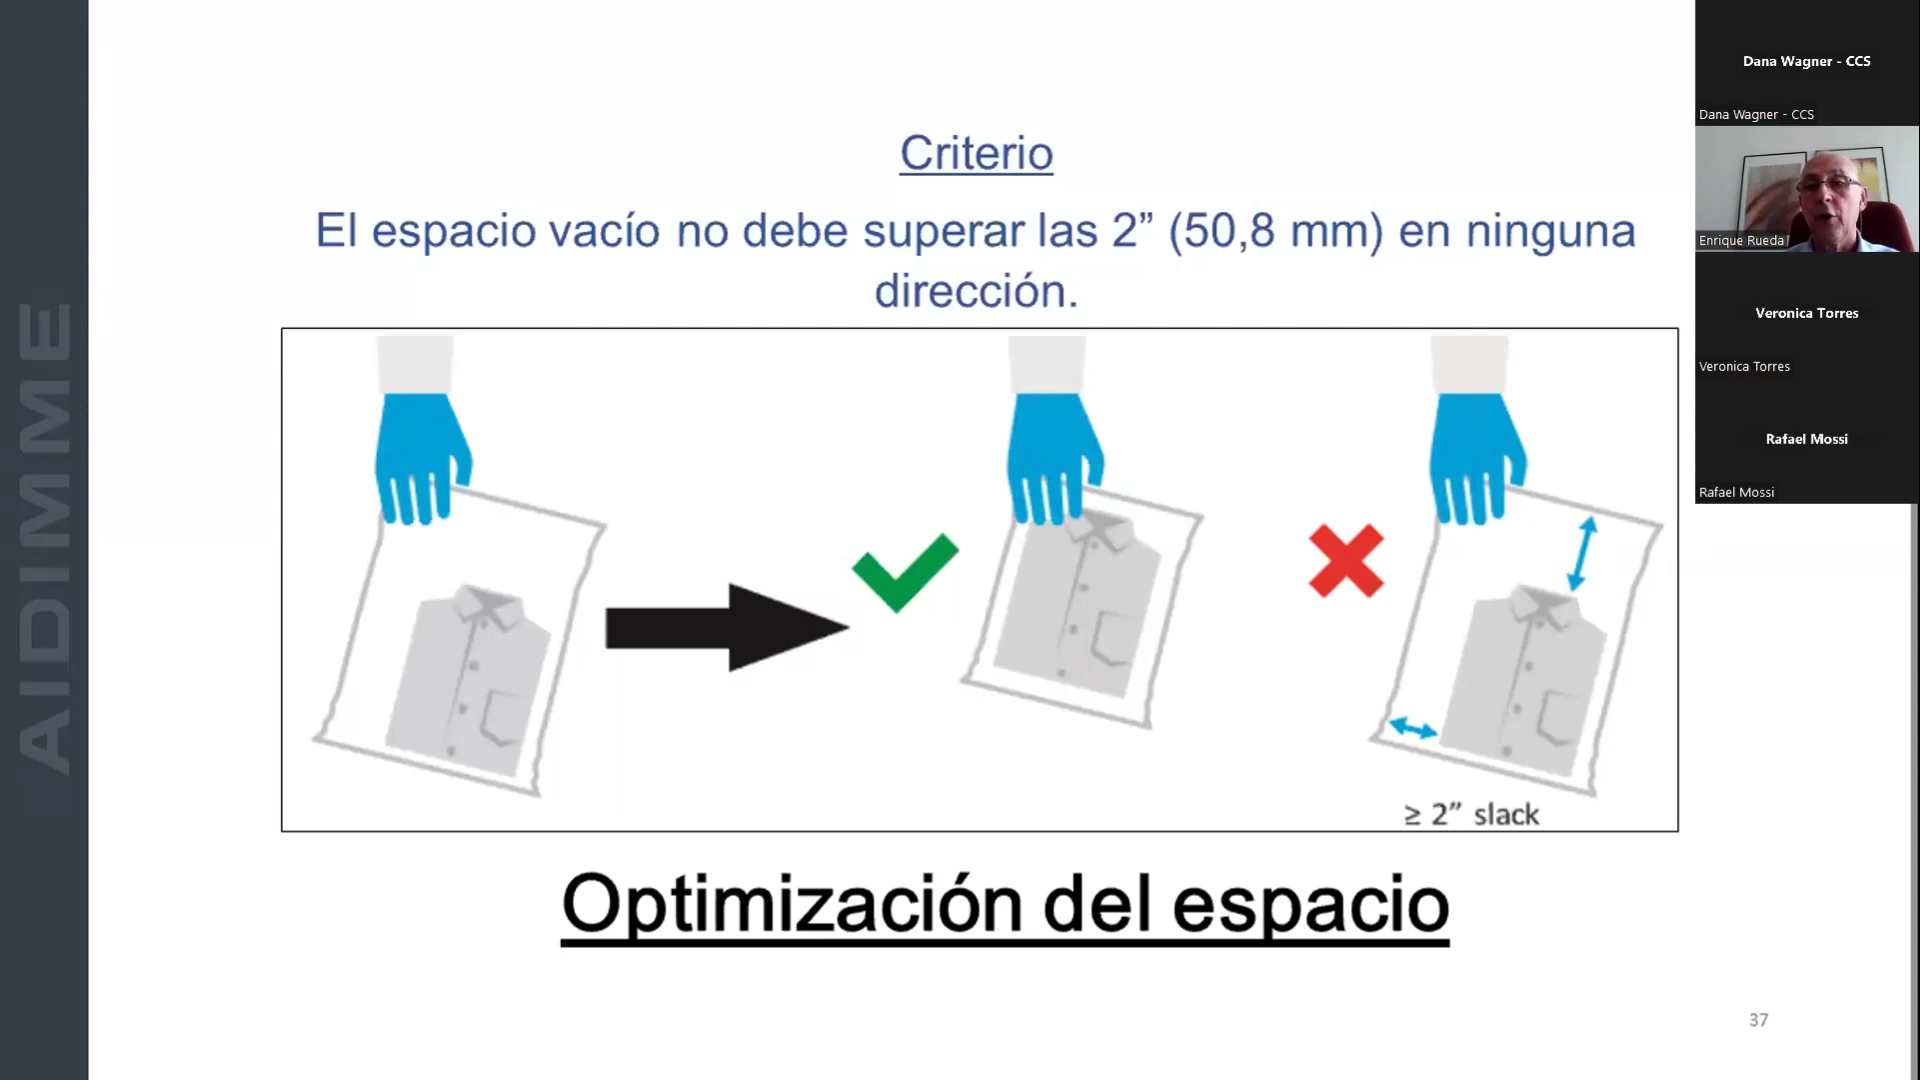 AIDIMME
Criterio
El espacio vacío no debe superar las 2” (50,8 mm) en ninguna
dirección.
≥ 2” slack
Optimización del espacio
37
Dana Wagner - CCS
Dana Wagner - CCS
Enrique Rueda
Veronica Torres
Veronica Torres
Rafael Mossi
Rafael Mossi